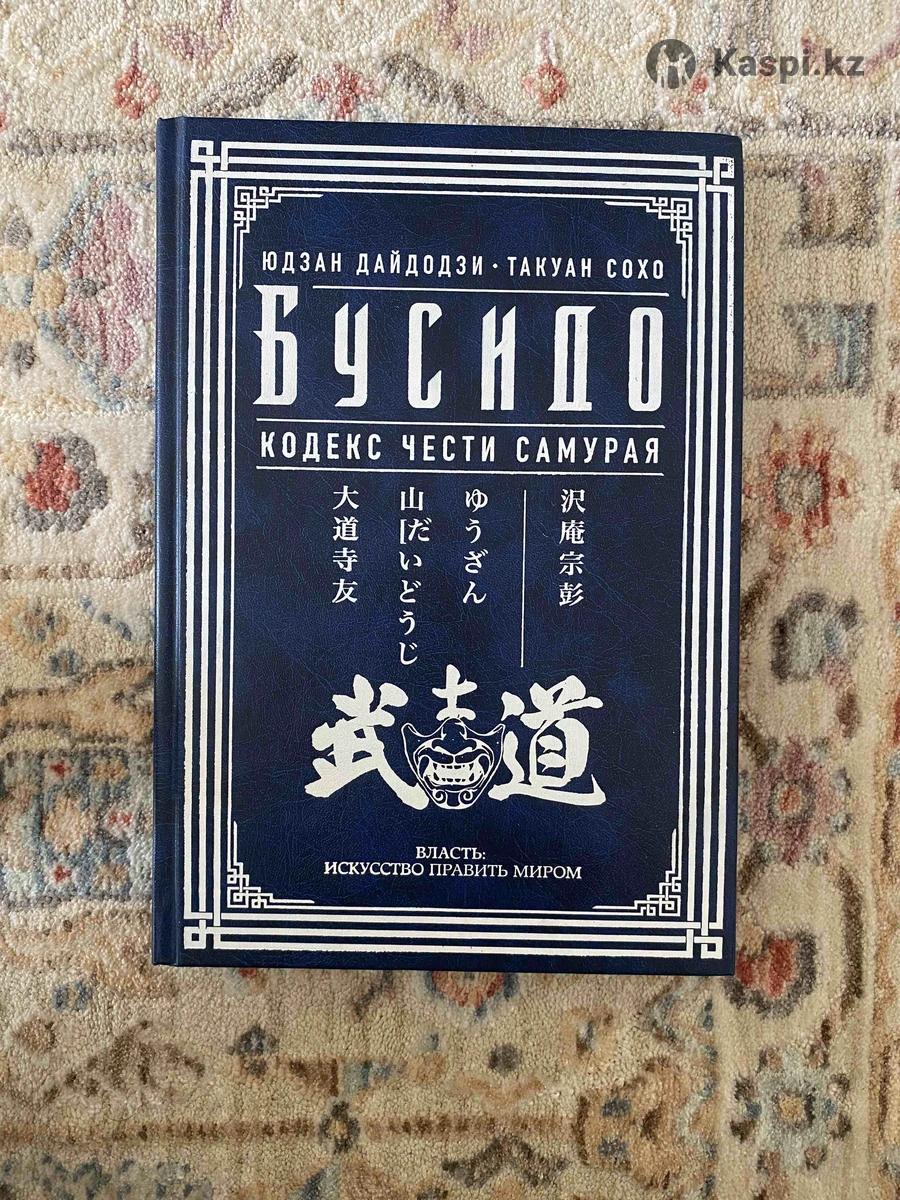 Kaspi.kz
ЮДЗАН ДАЙДОДЗИ • ТАКУАН СОХО
БУСИДО
КОДЕКС ЧЕСТИ САМУРАЯ
大道寺友
山[だいどうじ
ゆうざん
沢庵宗彭
武士道
ВЛАСТЬ:
ИСКУССТВО ПРАВИТЬ МИРОМ